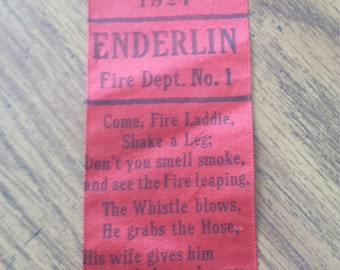 1924
ENDERLIN
Fire Dept. No. 1
Come, Fire Laddie,
Shake a Leg;
Don't you smell smoke,
and see the Fire leaping.
The Whistle blows,
He grabs the Hose,
His wife gives him